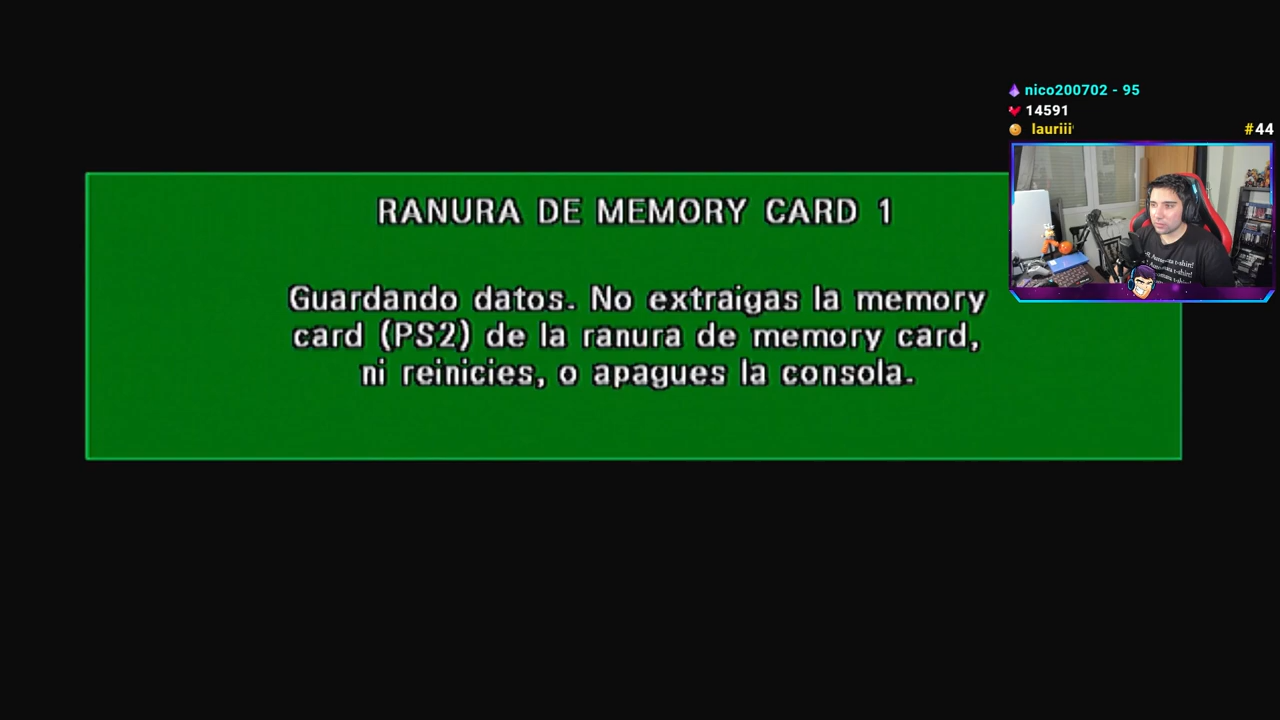 nico200702 - 95
14591
lauriii
#44
RANURA DE MEMORY CARD 1
Guardando datos. No extraigas la memory
card (PS2) de la ranura de memory card,
ni reinicies, o apagues la consola.